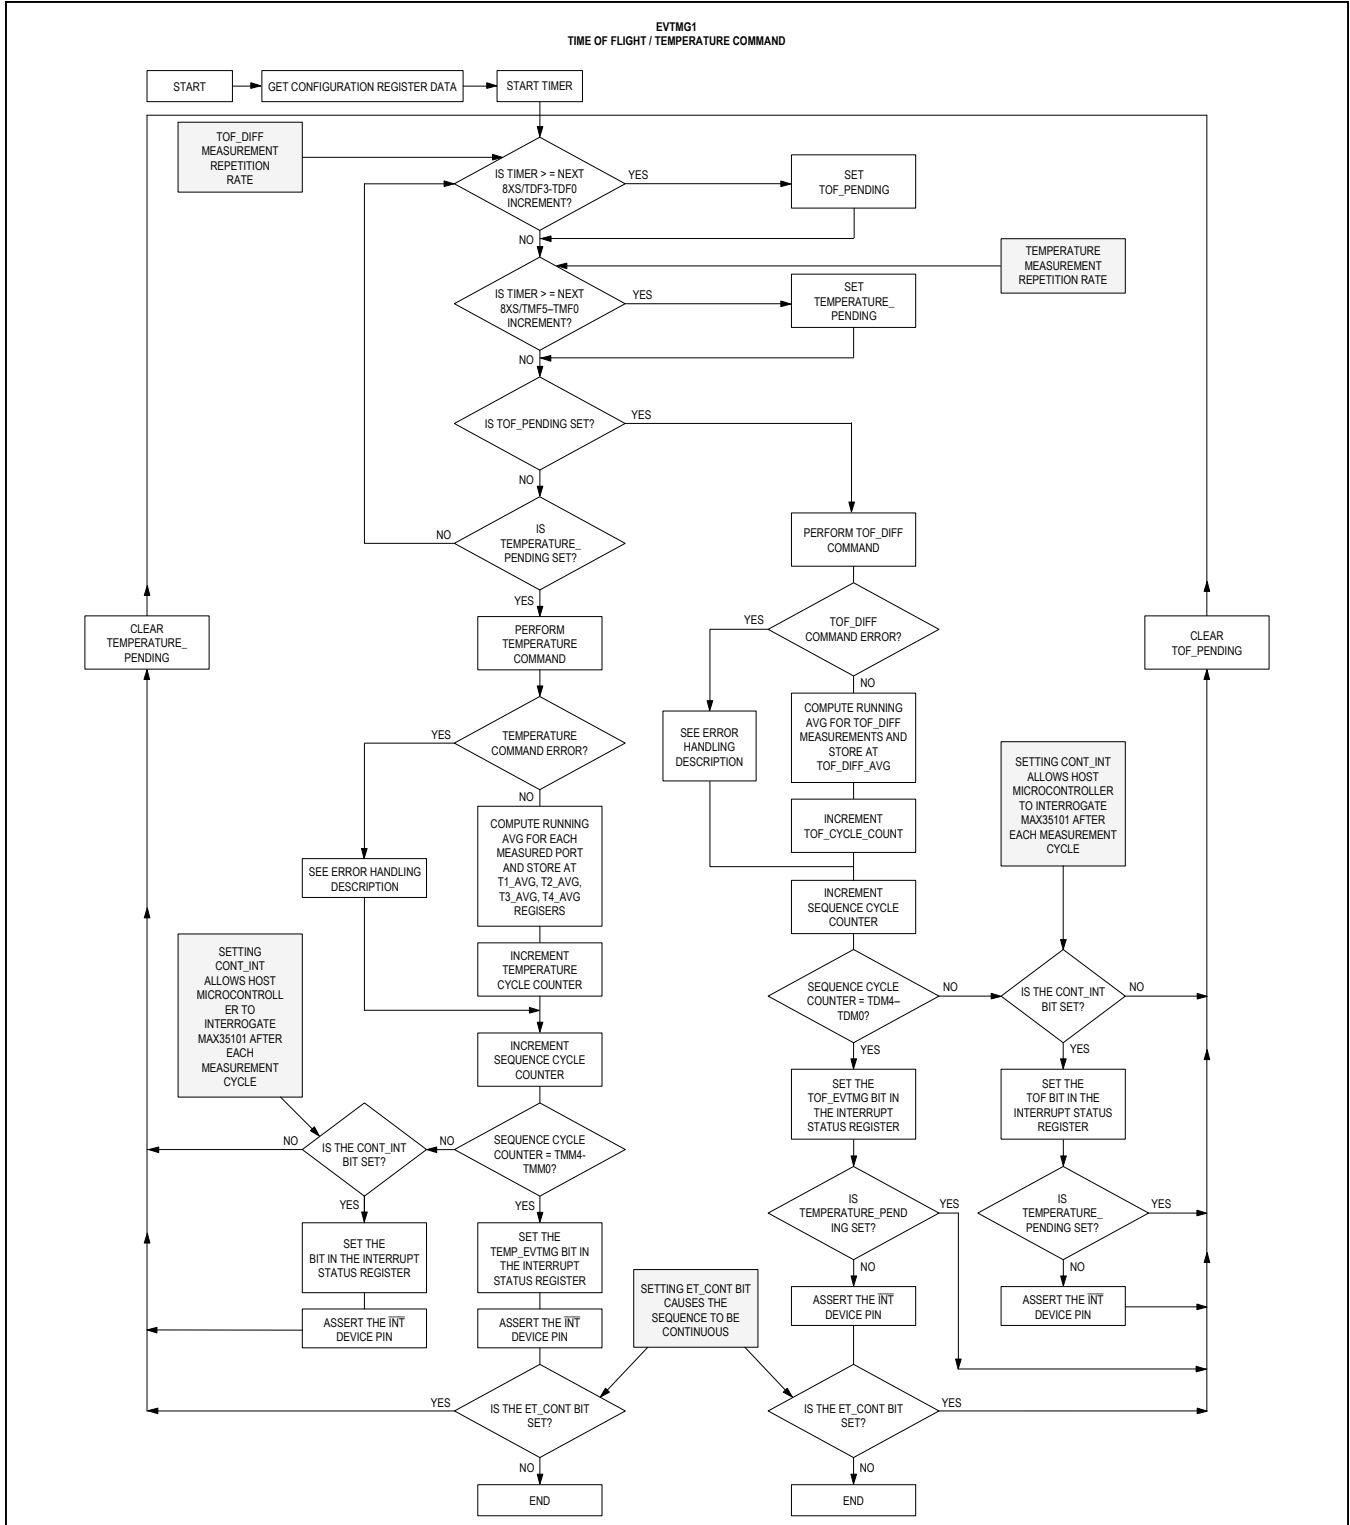 EVTMG1
TIME OF FLIGHT / TEMPERATURE COMMAND
START
GET CONFIGURATION REGISTER DATA
START TIMER
TOF_DIFF
MEASUREMENT
REPETITION
RATE
IS TIMER > = NEXT
8XS/TDF3-TDF0
INCREMENT?
YES
SET
TOF_PENDING
NO
TEMPERATURE
MEASUREMENT
REPETITION RATE
IS TIMER > = NEXT
8XS/TMF5–TMF0
INCREMENT?
YES
SET
TEMPERATURE_
PENDING
NO
IS TOF_PENDING SET?
YES
NO
IS
TEMPERATURE_
PENDING SET?
NO
YES
PERFORM TOF_DIFF
COMMAND
CLEAR
TEMPERATURE_
PENDING
PERFORM
TEMPERATURE
COMMAND
YES
TOF_DIFF
COMMAND ERROR?
NO
CLEAR
TOF_PENDING
YES
TEMPERATURE
COMMAND ERROR?
NO
SEE ERROR
HANDLING
DESCRIPTION
COMPUTE RUNNING
AVG FOR TOF_DIFF
MEASUREMENTS AND
STORE AT
TOF_DIFF_AVG
SETTING CONT_INT
ALLOWS HOST
MICROCONTROLLER
TO INTERROGATE
MAX35101 AFTER
EACH MEASUREMENT
CYCLE
INCREMENT
TOF_CYCLE_COUNT
SEE ERROR HANDLING
DESCRIPTION
COMPUTE RUNNING
AVG FOR EACH
MEASURED PORT
AND STORE AT
T1_AVG, T2_AVG,
T3_AVG, T4_AVG
REGISERS
INCREMENT
SEQUENCE CYCLE
COUNTER
SETTING
CONT_INT
ALLOWS HOST
MICROCONTROLL
ER TO
INTERROGATE
MAX35101 AFTER
EACH
MEASUREMENT
CYCLE
INCREMENT
TEMPERATURE
CYCLE COUNTER
SEQUENCE CYCLE
COUNTER = TDM4–
TDM0?
NO
YES
IS THE CONT_INT
BIT SET?
NO
YES
INCREMENT
SEQUENCE CYCLE
COUNTER
SET THE
TOF_EVTMG BIT IN
THE INTERRUPT
STATUS REGISTER
SET THE
TOF BIT IN THE
INTERRUPT STATUS
REGISTER
NO
IS THE CONT_INT
BIT SET?
YES
NO
SEQUENCE CYCLE
COUNTER = TMM4-
TMM0?
YES
IS
TEMPERATURE_PEND
ING SET?
YES
NO
IS
TEMPERATURE_
PENDING SET?
YES
NO
SET THE
BIT IN THE INTERRUPT
STATUS REGISTER
SET THE
TEMP_EVTMG BIT IN
THE INTERRUPT
STATUS REGISTER
SETTING ET_CONT BIT
CAUSES THE
SEQUENCE TO BE
CONTINUOUS
ASSERT THE INT
DEVICE PIN
ASSERT THE INT
DEVICE PIN
ASSERT THE INT
DEVICE PIN
ASSERT THE INT
DEVICE PIN
YES
IS THE ET_CONT BIT
SET?
NO
IS THE ET_CONT BIT
SET?
YES
NO
END
END